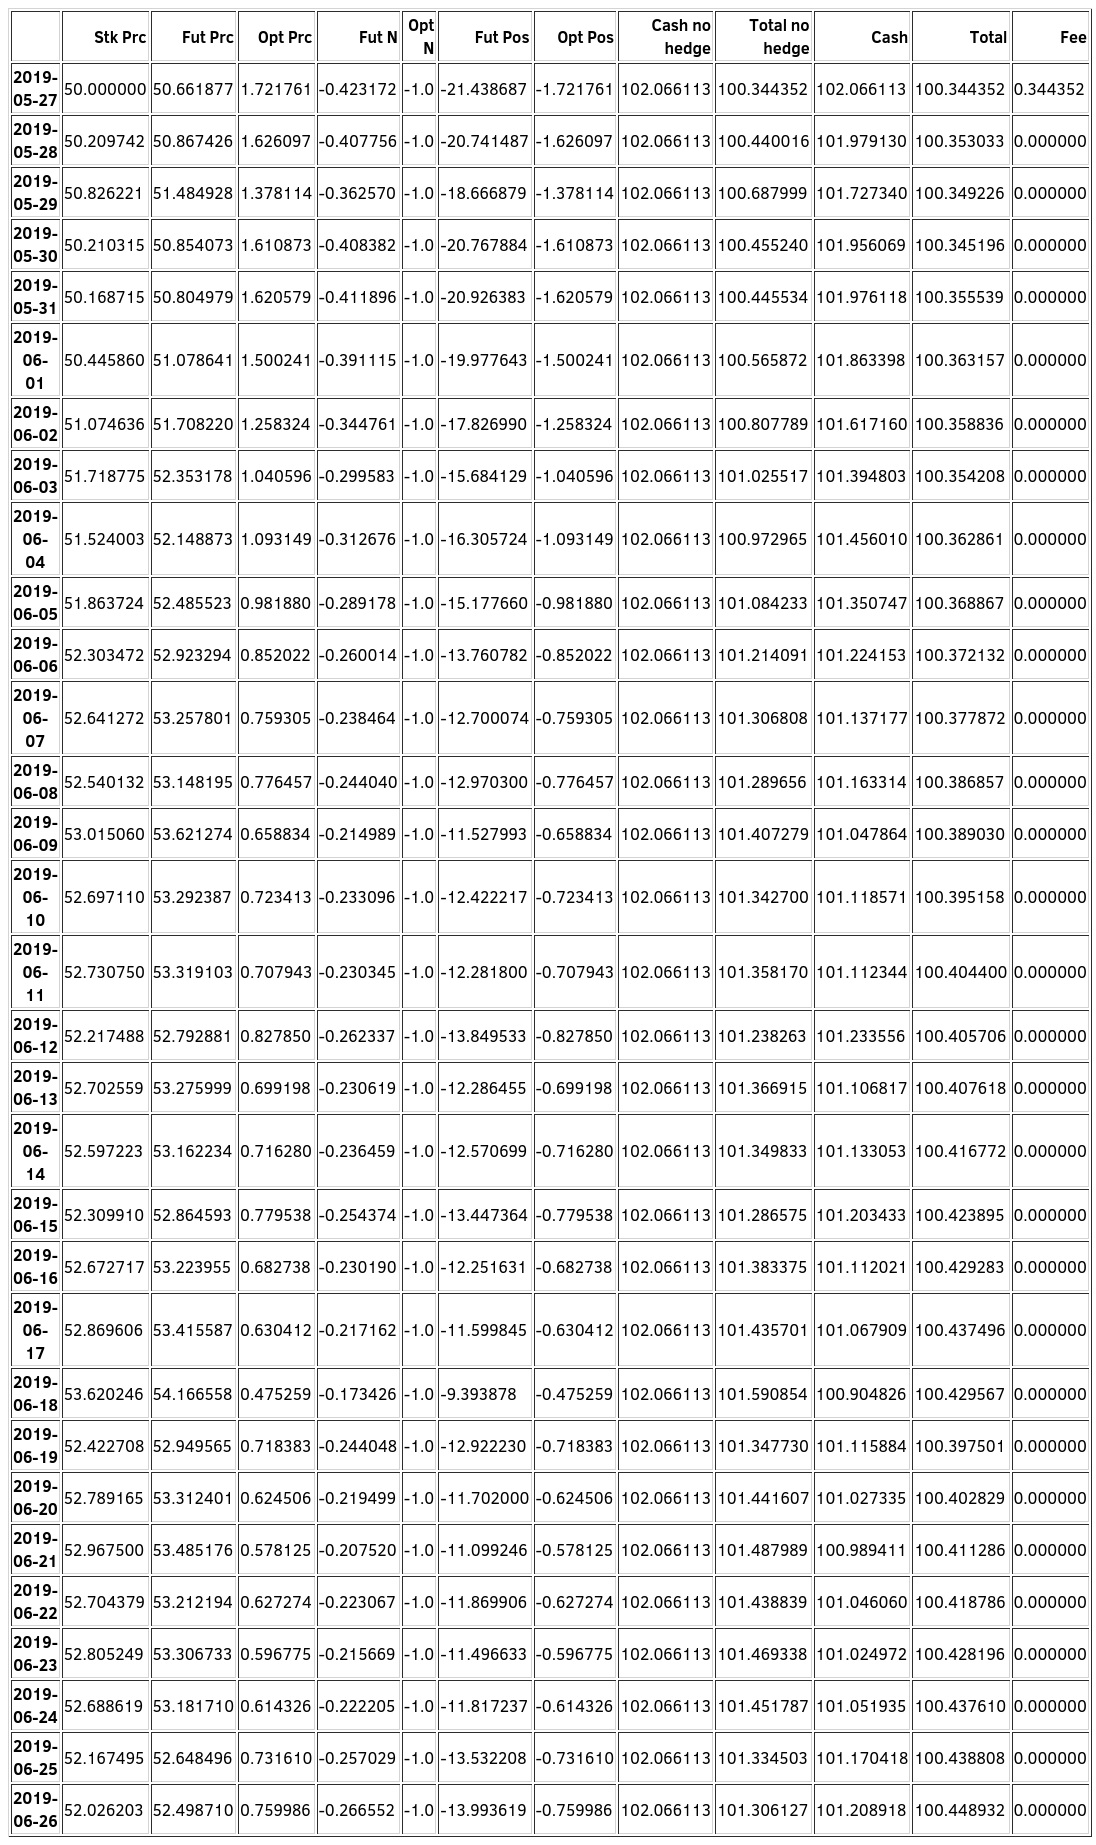 Stk Prc Fut Prc Opt Prc Fut N Opt N Fut Pos Opt Pos Cash no hedge Total no hedge Cash Total Fee
2019-05-27 50.000000 50.661877 1.721761 -0.423172 -1.0 -21.438687 -1.721761 102.066113 100.344352 102.066113 100.344352 0.344352
2019-05-28 50.209742 50.867426 1.626097 -0.407756 -1.0 -20.741487 -1.626097 102.066113 100.440016 101.979130 100.353033 0.000000
2019-05-29 50.826221 51.484928 1.378114 -0.362570 -1.0 -18.666879 -1.378114 102.066113 100.687999 101.727340 100.349226 0.000000
2019-05-30 50.210315 50.854073 1.610873 -0.408382 -1.0 -20.767884 -1.610873 102.066113 100.455240 101.956069 100.345196 0.000000
2019-05-31 50.168715 50.804979 1.620579 -0.411896 -1.0 -20.926383 -1.620579 102.066113 100.445534 101.976118 100.355539 0.000000
2019-06-01 50.445860 51.078641 1.500241 -0.391115 -1.0 -19.977643 -1.500241 102.066113 100.565872 101.863398 100.363157 0.000000
2019-06-02 51.074636 51.708220 1.258324 -0.344761 -1.0 -17.826990 -1.258324 102.066113 100.807789 101.617160 100.358836 0.000000
2019-06-03 51.718775 52.353178 1.040596 -0.299583 -1.0 -15.684129 -1.040596 102.066113 101.025517 101.394803 100.354208 0.000000
2019-06-04 51.524003 52.148873 1.093149 -0.312676 -1.0 -16.305724 -1.093149 102.066113 100.972965 101.456010 100.362861 0.000000
2019-06-05 51.863724 52.485523 0.981880 -0.289178 -1.0 -15.177660 -0.981880 102.066113 101.084233 101.350747 100.368867 0.000000
2019-06-06 52.303472 52.923294 0.852022 -0.260014 -1.0 -13.760782 -0.852022 102.066113 101.214091 101.224153 100.372132 0.000000
2019-06-07 52.641272 53.257801 0.759305 -0.238464 -1.0 -12.700074 -0.759305 102.066113 101.306808 101.137177 100.377872 0.000000
2019-06-08 52.540132 53.148195 0.776457 -0.244040 -1.0 -12.970300 -0.776457 102.066113 101.289656 101.163314 100.386857 0.000000
2019-06-09 53.015060 53.621274 0.658834 -0.214989 -1.0 -11.527993 -0.658834 102.066113 101.407279 101.047864 100.389030 0.000000
2019-06-10 52.697110 53.292387 0.723413 -0.233096 -1.0 -12.422217 -0.723413 102.066113 101.342700 101.118571 100.395158 0.000000
2019-06-11 52.730750 53.319103 0.707943 -0.230345 -1.0 -12.281800 -0.707943 102.066113 101.358170 101.112344 100.404400 0.000000
2019-06-12 52.217488 52.792881 0.827850 -0.262337 -1.0 -13.849533 -0.827850 102.066113 101.238263 101.233556 100.405706 0.000000
2019-06-13 52.702559 53.275999 0.699198 -0.230619 -1.0 -12.286455 -0.699198 102.066113 101.366915 101.106817 100.407618 0.000000
2019-06-14 52.597223 53.162234 0.716280 -0.236459 -1.0 -12.570699 -0.716280 102.066113 101.349833 101.133053 100.416772 0.000000
2019-06-15 52.309910 52.864593 0.779538 -0.254374 -1.0 -13.447364 -0.779538 102.066113 101.286575 101.203433 100.423895 0.000000
2019-06-16 52.672717 53.223955 0.682738 -0.230190 -1.0 -12.251631 -0.682738 102.066113 101.383375 101.112021 100.429283 0.000000
2019-06-17 52.869606 53.415587 0.630412 -0.217162 -1.0 -11.599845 -0.630412 102.066113 101.435701 101.067909 100.437496 0.000000
2019-06-18 53.620246 54.166558 0.475259 -0.173426 -1.0 -9.393878 -0.475259 102.066113 101.590854 100.904826 100.429567 0.000000
2019-06-19 52.422708 52.949565 0.718383 -0.244048 -1.0 -12.922230 -0.718383 102.066113 101.347730 101.115884 100.397501 0.000000
2019-06-20 52.789165 53.312401 0.624506 -0.219499 -1.0 -11.702000 -0.624506 102.066113 101.441607 101.027335 100.402829 0.000000
2019-06-21 52.967500 53.485176 0.578125 -0.207520 -1.0 -11.099246 -0.578125 102.066113 101.487989 100.989411 100.411286 0.000000
2019-06-22 52.704379 53.212194 0.627274 -0.223067 -1.0 -11.869906 -0.627274 102.066113 101.438839 101.046060 100.418786 0.000000
2019-06-23 52.805249 53.306733 0.596775 -0.215669 -1.0 -11.496633 -0.596775 102.066113 101.469338 101.024972 100.428196 0.000000
2019-06-24 52.688619 53.181710 0.614326 -0.222205 -1.0 -11.817237 -0.614326 102.066113 101.451787 101.051935 100.437610 0.000000
2019-06-25 52.167495 52.648496 0.731610 -0.257029 -1.0 -13.532208 -0.731610 102.066113 101.334503 101.170418 100.438808 0.000000
2019-06-26 52.026203 52.498710 0.759986 -0.266552 -1.0 -13.993619 -0.759986 102.066113 101.306127 101.208918 100.448932 0.000000